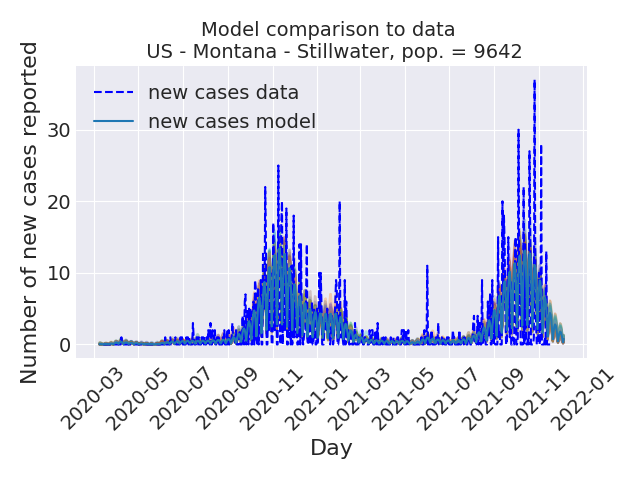 Model comparison to data
US - Montana - Stillwater, pop. = 9642
Number of new cases reported
new cases data
new cases model
30
20
10
0
2020-03
2020-05
2020-07
2020-09
2020-11
2021-01
2021-03
2021-05
2021-07
2021-09
2021-11
2022-01
Day